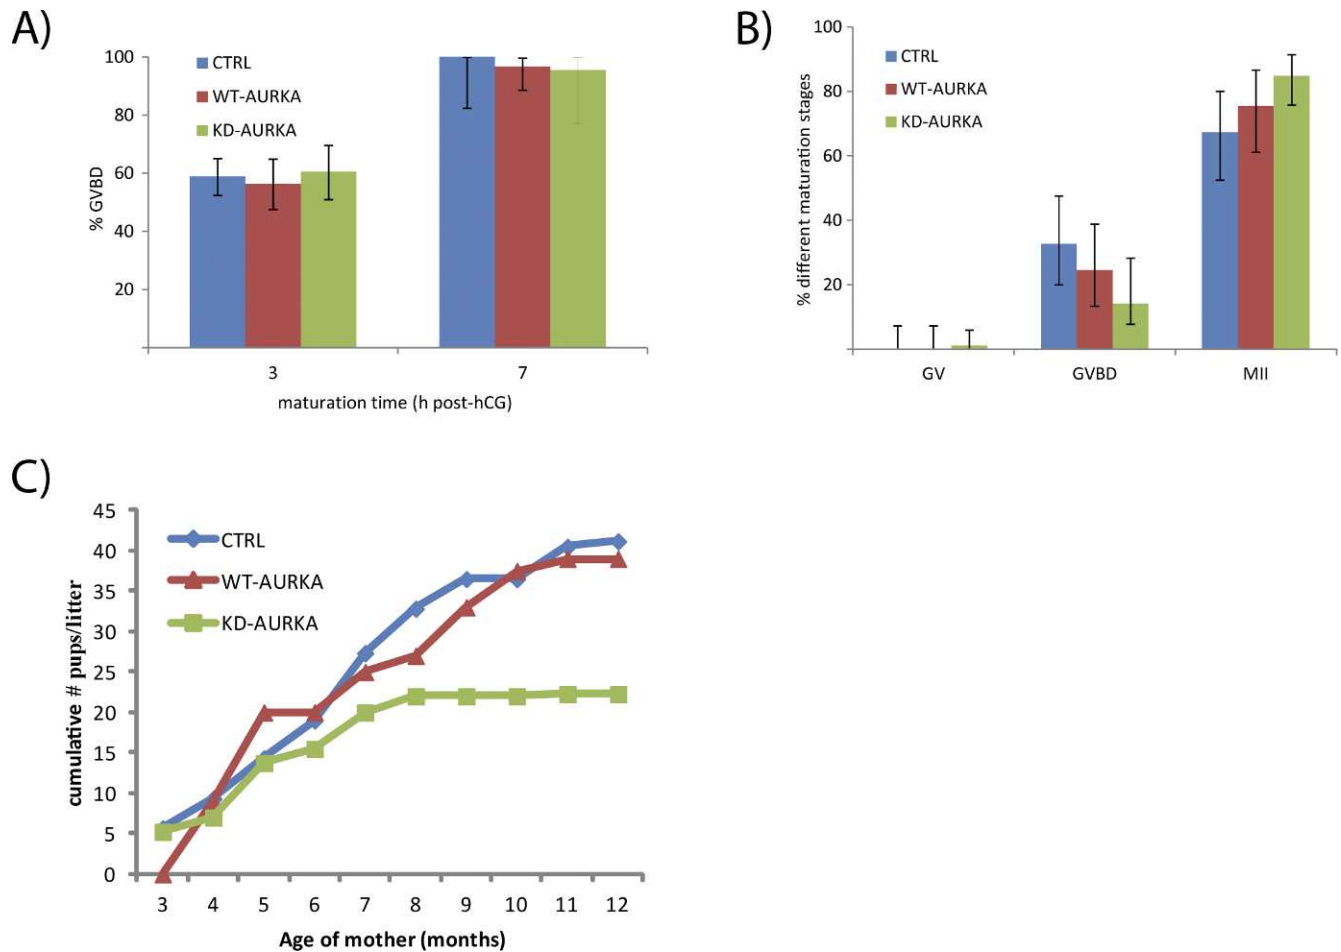 A)
100
80
60
40
20
% GVBD
CTRL
WT-AURKA
KD-AURKA
3
7
maturation time (h post-hCG)
B)
100
80
60
40
20
% different maturation stages
CTRL
WT-AURKA
KD-AURKA
GV
GVBD
MII
C)
45
40
35
30
25
20
15
10
5
0
cumulative # pups/litter
CTRL
WT-AURKA
KD-AURKA
3 4 5 6 7 8 9 10 11 12
Age of mother (months)